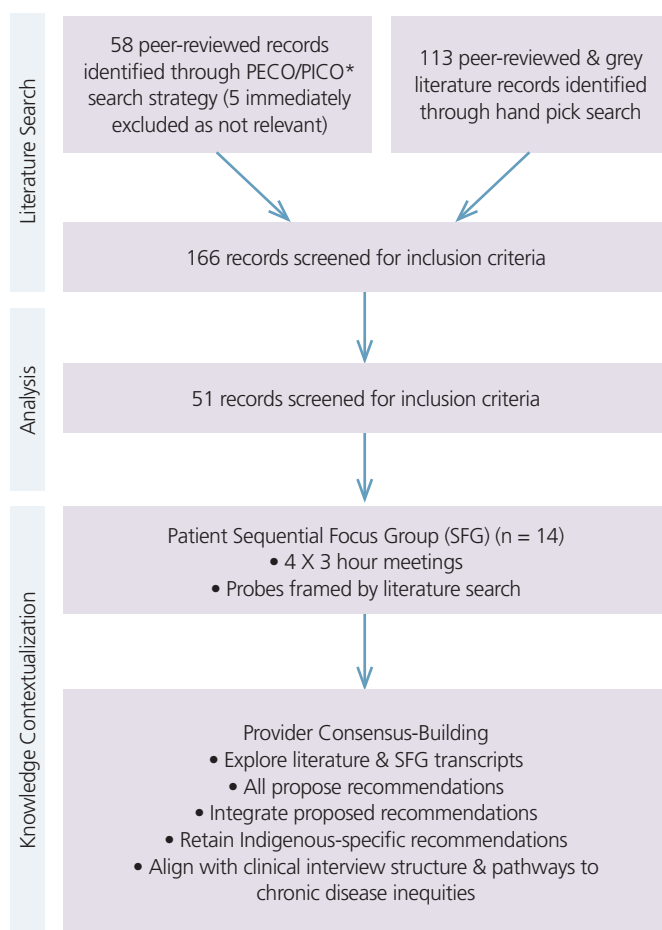 Literature Search
58 peer-reviewed records
identified through PECO/PICO*
search strategy (5 immediately
excluded as not relevant)
113 peer-reviewed & grey
literature records identified
through hand pick search
166 records screened for inclusion criteria
Analysis
51 records screened for inclusion criteria
Knowledge Contextualization
Patient Sequential Focus Group (SFG) (n = 14)
• 4 X 3 hour meetings
• Probes framed by literature search
Provider Consensus-Building
• Explore literature & SFG transcripts
• All propose recommendations
• Integrate proposed recommendations
• Retain Indigenous-specific recommendations
• Align with clinical interview structure & pathways to
chronic disease inequities